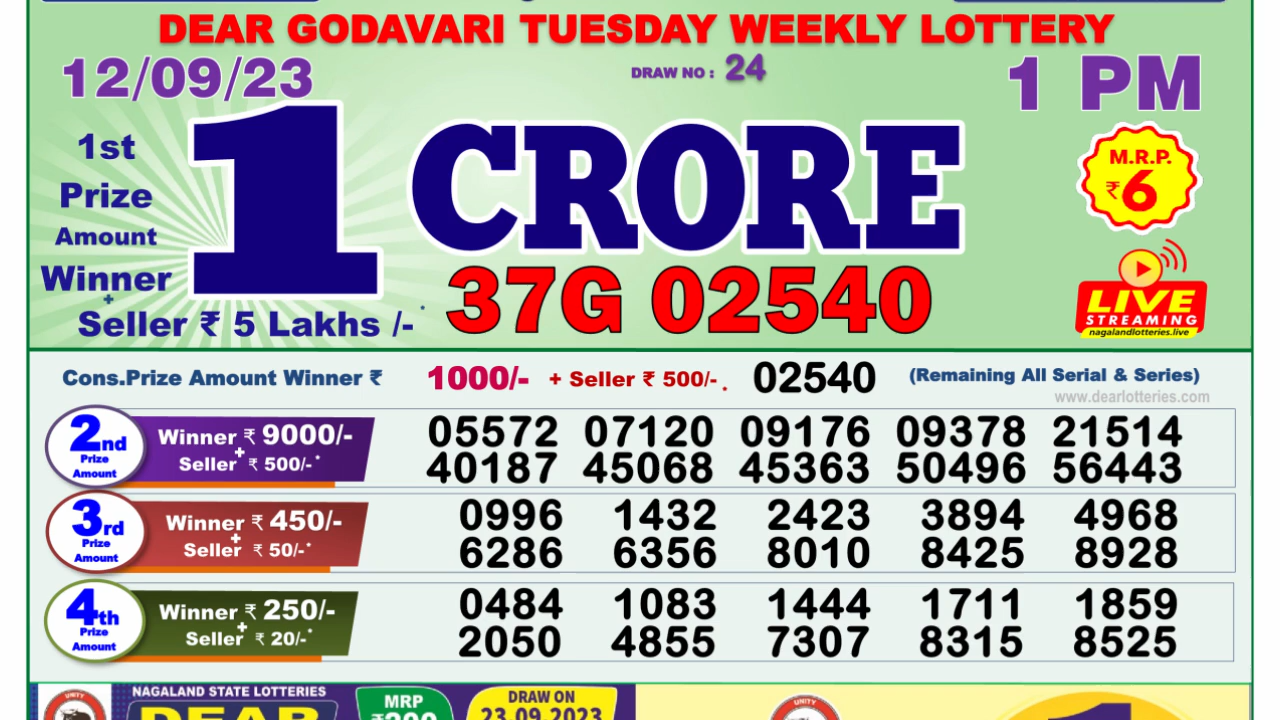 DEAR GODAVARI TUESDAY WEEKLY LOTTERY
12/09/23
DRAW NO : 24
1 PM
1st
Prize
Amount
Winner
+
Seller ₹ 5 Lakhs /-*
1 CRORE
37G 02540
M.R.P.
₹6
LIVE
STREAMING
nagalandlotteries.live
Cons.Prize Amount Winner ₹ 1000/- + Seller ₹ 500/- . 02540 (Remaining All Serial & Series)
www.dearlotteries.com
2nd
Prize
Amount
Winner ₹ 9000/-
+
Seller ₹ 500/-*
05572 07120 09176 09378 21514
40187 45068 45363 50496 56443
3rd
Prize
Amount
Winner ₹ 450/-
+
Seller ₹ 50/-*
0996 1432 2423 3894 4968
6286 6356 8010 8425 8928
4th
Prize
Amount
Winner ₹ 250/-
+
Seller ₹ 20/-*
0484 1083 1444 1711 1859
2050 4855 7307 8315 8525
UNITY
NAGALAND STATE LOTTERIES
DEAR
MRP
DRAW ON
23.09.2023
UNITY
1